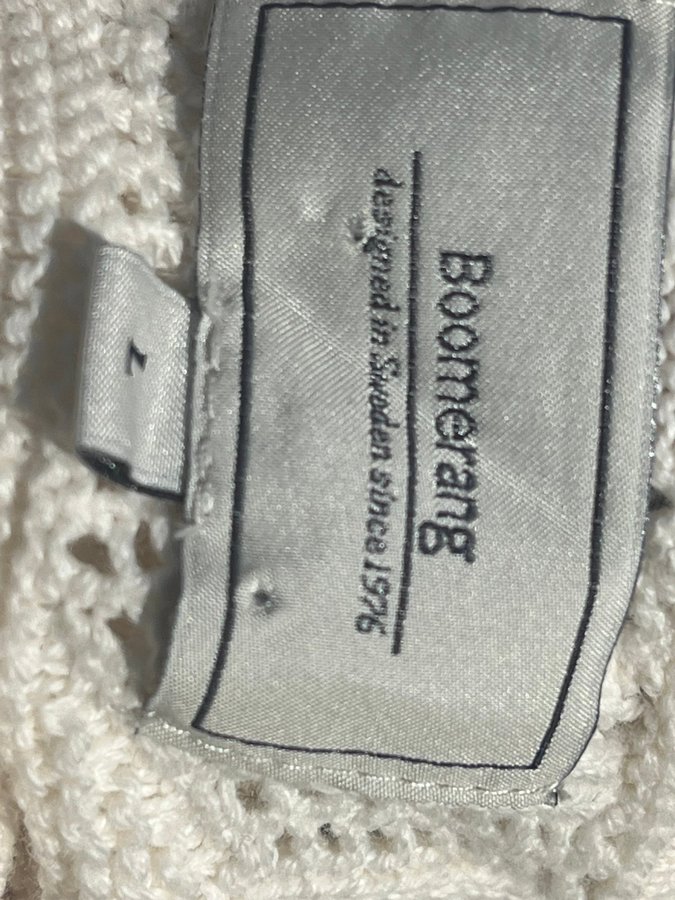 Boomerang
designed in Sweden since 1976
L